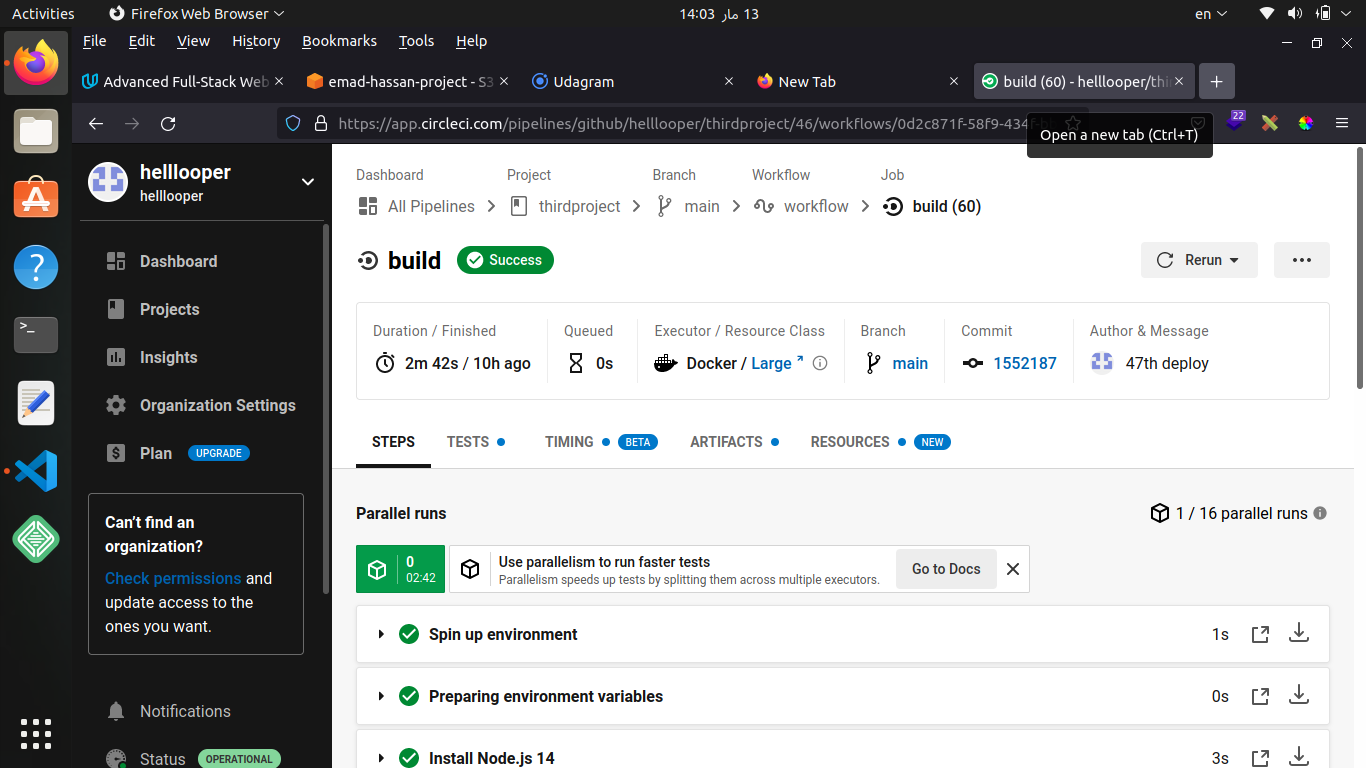 Activities
Firefox Web Browser
14:03 13 مار
en
File Edit View History Bookmarks Tools Help
Advanced Full-Stack Web
emad-hassan-project - S3
Udagram
New Tab
build (60) - helllooper/thi
https://app.circleci.com/pipelines/github/helllooper/thirdproject/46/workflows/0d2c871f-58f9-434f
22
Open a new tab (Ctrl+T)
helllooper
helllooper
Dashboard
Projects
Insights
Organization Settings
Plan UPGRADE
Can't find an
organization?
Check permissions and
update access to the
ones you want.
Notifications
Status OPERATIONAL
Dashboard Project Branch Workflow Job
All Pipelines thirdproject main workflow build (60)
build Success
Rerun
Duration / Finished Queued Executor / Resource Class Branch Commit Author & Message
2m 42s / 10h ago 0s Docker / Large main 1552187 47th deploy
STEPS TESTS TIMING BETA ARTIFACTS RESOURCES NEW
Parallel runs
1 / 16 parallel runs
0
02:42
Use parallelism to run faster tests
Parallelism speeds up tests by splitting them across multiple executors.
Go to Docs
Spin up environment 1s
Preparing environment variables 0s
Install Node.js 14 3s